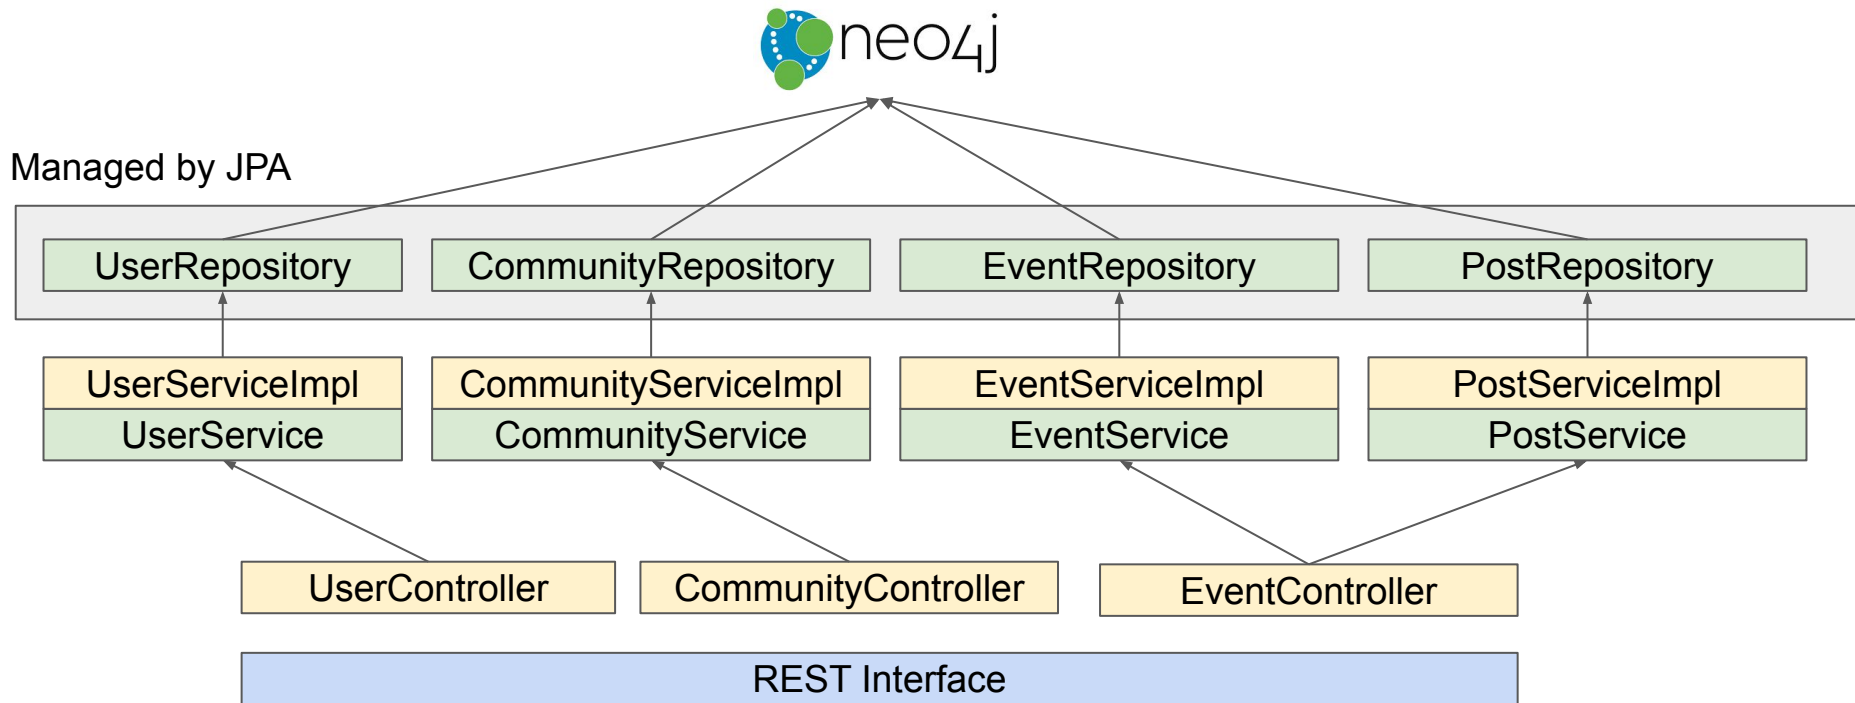 neo4j
Managed by JPA
UserRepository
CommunityRepository
EventRepository
PostRepository
UserServiceImpl
CommunityServiceImpl
EventServiceImpl
PostServiceImpl
UserService
CommunityService
EventService
PostService
UserController
CommunityController
EventController
REST Interface